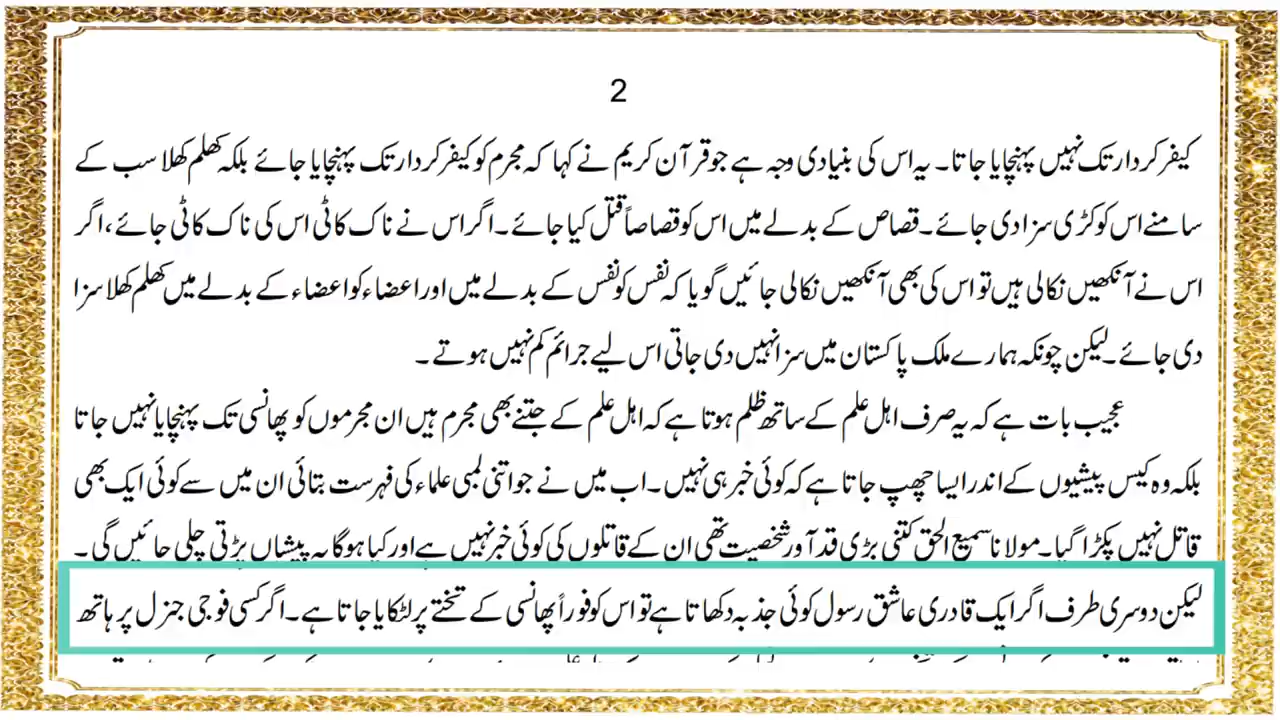 2
کیفر کردار تک نہیں پہنچایا جاتا۔ یہ اس کی بنیادی وجہ ہے جو قرآن کریم نے کہا کہ مجرم کو کیفر کردار تک پہنچایا جائے بلکہ کھلم کھلا سب کے
سامنے اس کو کڑی سزا دی جائے۔ قصاص کے بدلے میں اس کو قصاصاً قتل کیا جائے۔ اگر اس نے ناک کاٹی اس کی ناک کاٹی جائے، اگر
اس نے آنکھیں نکالی ہیں تو اس کی بھی آنکھیں نکالی جائیں گویا کہ نفس کو نفس کے بدلے میں اور اعضاء کو اعضاء کے بدلے میں کھلم کھلا سزا
دی جائے۔ لیکن چونکہ ہمارے ملک پاکستان میں سزا نہیں دی جاتی اس لیے جرائم کم نہیں ہوتے۔
عجیب بات ہے کہ یہ صرف اہل علم کے ساتھ ظلم ہوتا ہے کہ اہل علم کے جتنے بھی مجرم ہیں ان مجرموں کو پھانسی تک پہنچایا نہیں جاتا
بلکہ وہ کیس پیشیوں کے اندر ایسا چھپ جاتا ہے کہ کوئی خبر ہی نہیں۔ اب میں نے جو اتنی لمبی علماء کی فہرست بتائی ان میں سے کوئی ایک بھی
قاتل نہیں پکڑا گیا۔ مولانا سمیع الحق کتنی بڑی قد آور شخصیت تھی ان کے قاتلوں کی کوئی خبر نہیں ہے اور کیا ہوگا یہ پیشاں پڑتی چلی جائیں گی۔
لیکن دوسری طرف اگر ایک قادری عاشق رسول کوئی جذبہ دکھاتا ہے تو اس کو فوراً پھانسی کے تختے پر لٹکایا جاتا ہے۔ اگر کسی فوجی جنرل پر ہاتھ